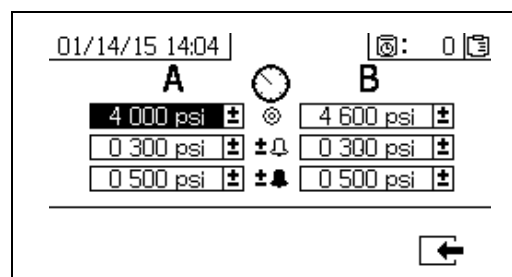 01/14/15 14:04 : 0
A B
4 000 psi ± 4 600 psi ±
0 300 psi ± ± 0 300 psi ±
0 500 psi ± ± 0 500 psi ±